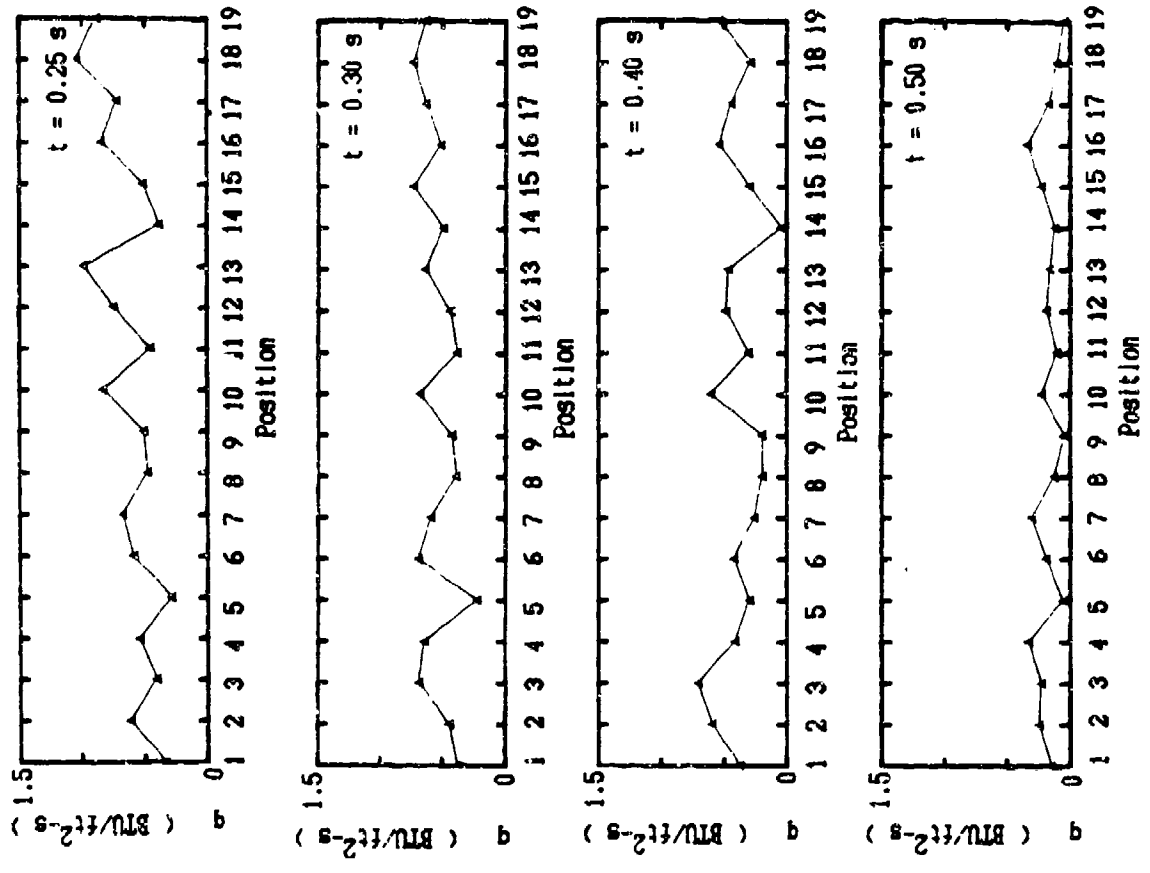 t = 0.25 s
1.5
0
q ( BTU/ft²-s )
1 2 3 4 5 6 7 8 9 10 11 12 13 14 15 16 17 18 19
Position
t = 0.30 s
1.5
0
q ( BTU/ft²-s )
1 2 3 4 5 6 7 8 9 10 11 12 13 14 15 16 17 18 19
Position
t = 0.40 s
1.5
0
q ( BTU/ft²-s )
1 2 3 4 5 6 7 8 9 10 11 12 13 14 15 16 17 18 19
Position
t = 0.50 s
1.5
0
q ( BTU/ft²-s )
1 2 3 4 5 6 7 8 9 10 11 12 13 14 15 16 17 18 19
Position